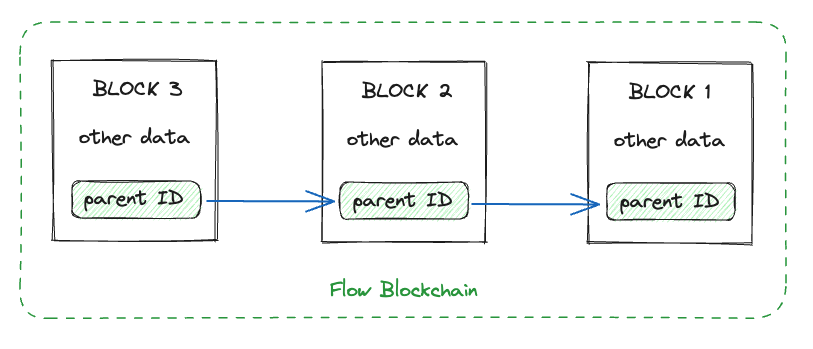 BLOCK 3
other data
parent ID
BLOCK 2
other data
parent ID
BLOCK 1
other data
parent ID
Flow Blockchain